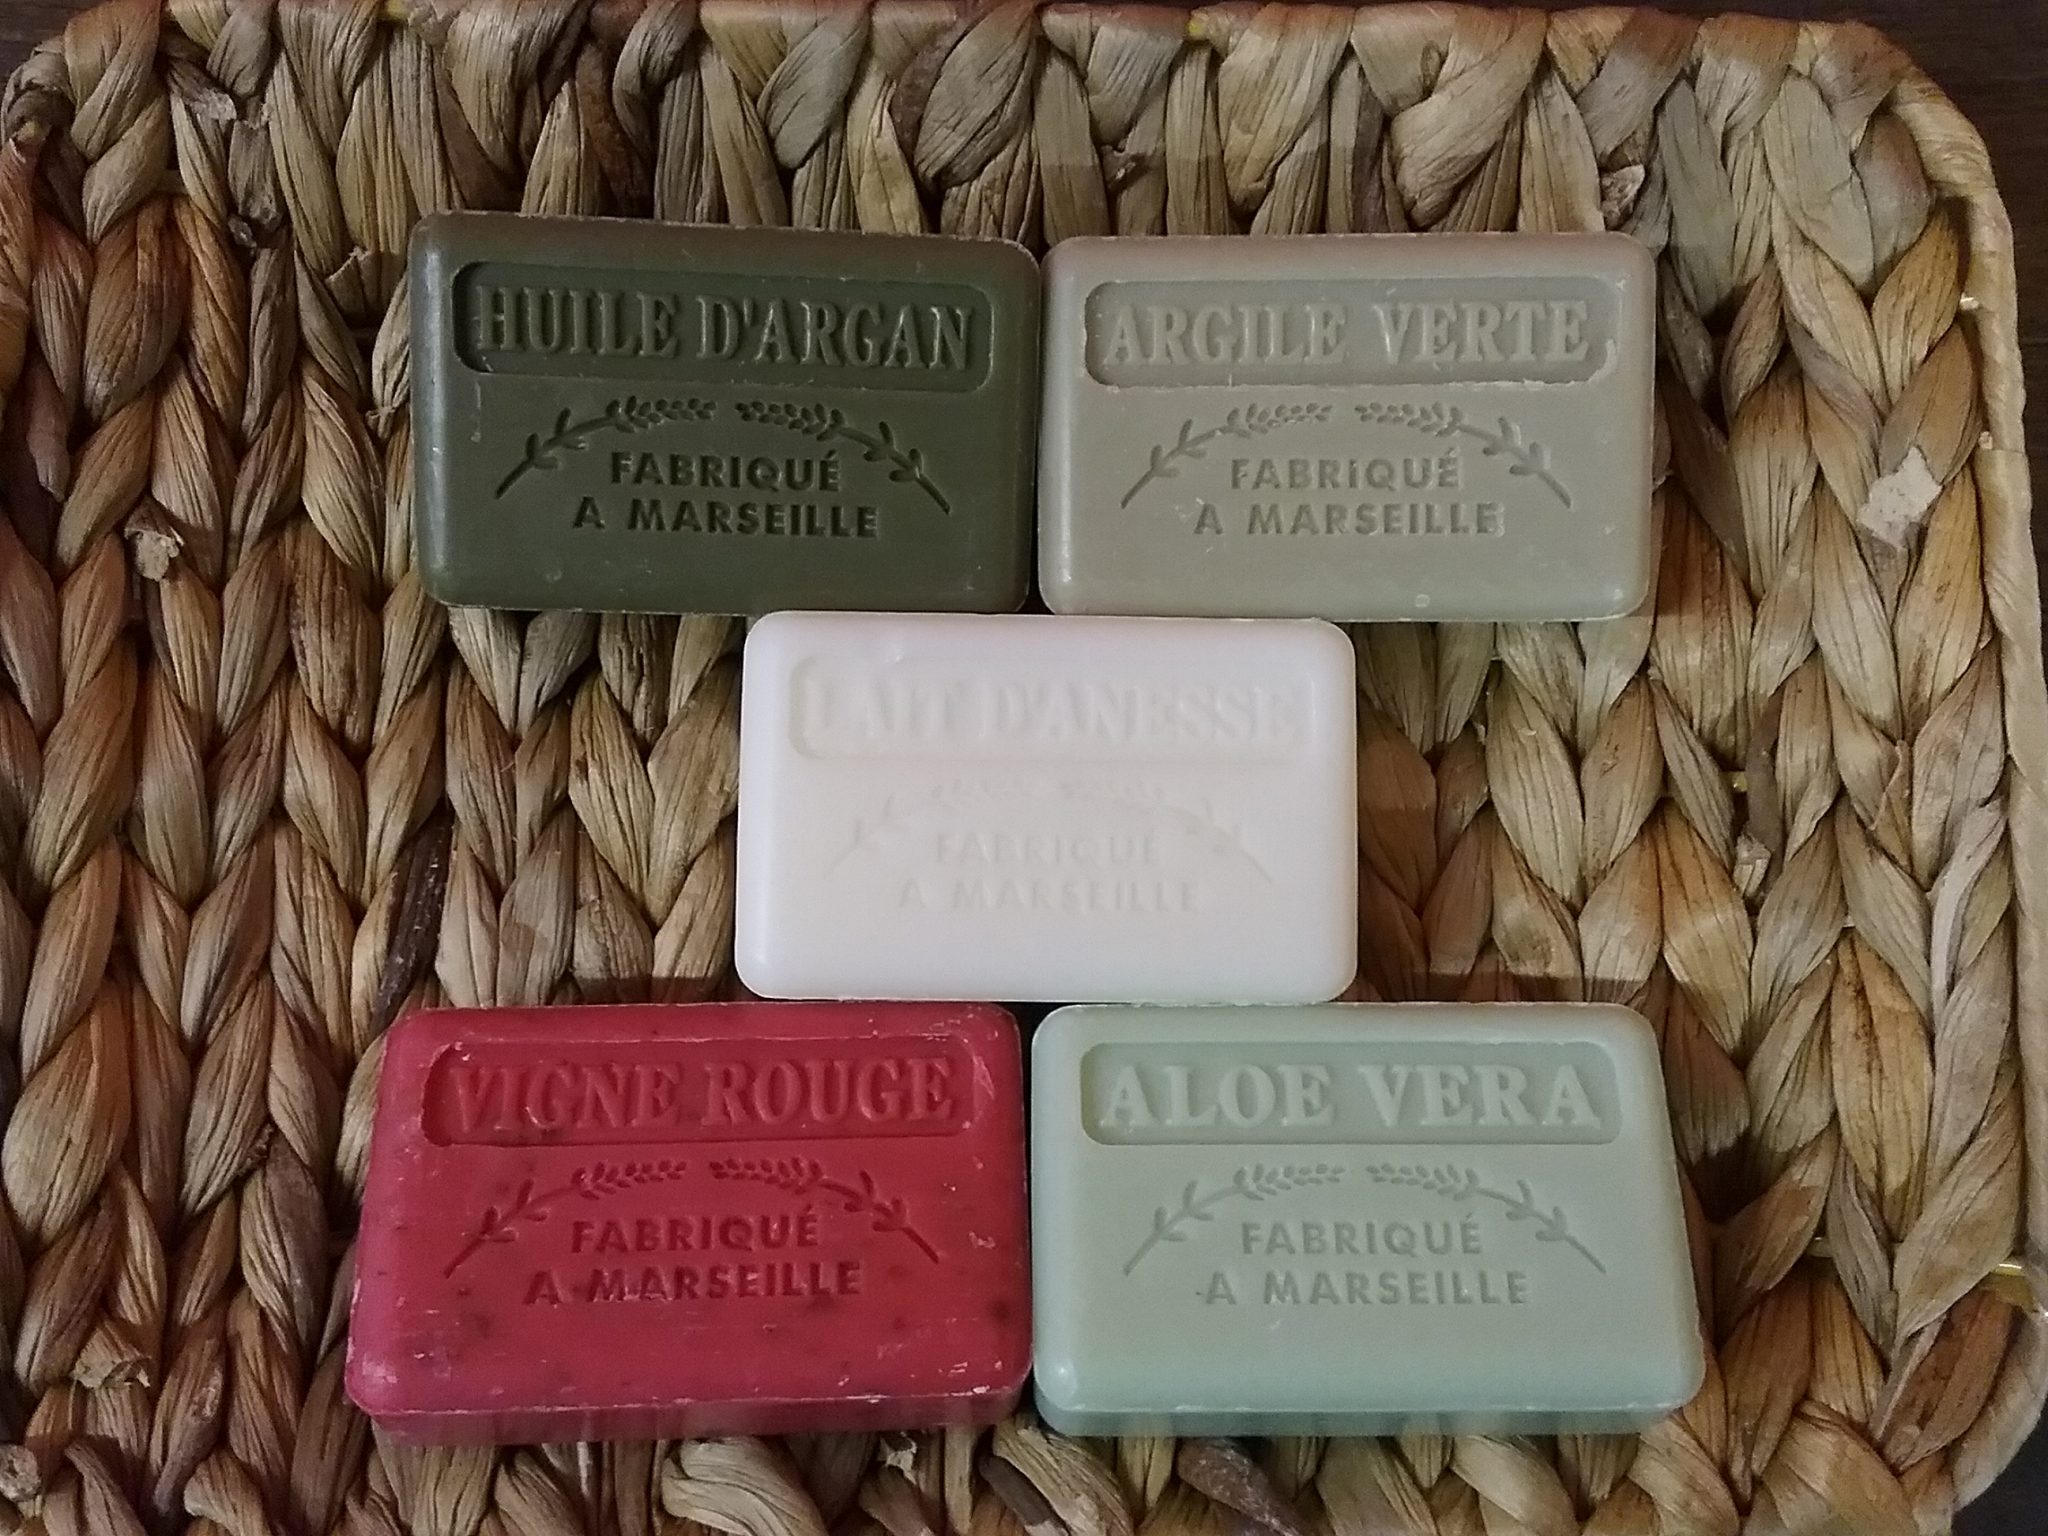 HUILE D'ARGAN
FABRIQUÉ
A MARSEILLE
ARGILE VERTE
FABRIQUÉ
A MARSEILLE
LAIT D'ANESSE
FABRIQUÉ
A MARSEILLE
VIGNE ROUGE
FABRIQUÉ
A MARSEILLE
ALOE VERA
FABRIQUÉ
A MARSEILLE